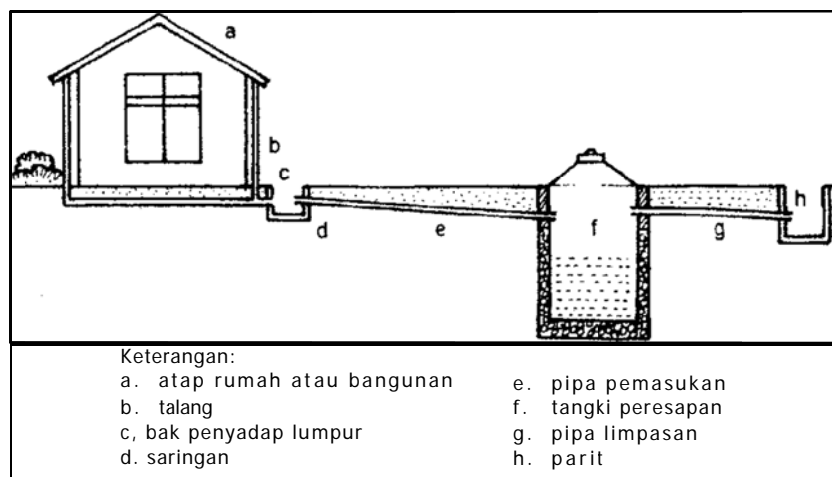 a
b
c
d
e
f
g
h
Keterangan:
a. atap rumah atau bangunan
b. talang
c, bak penyadap lumpur
d. saringan
e. pipa pemasukan
f. tangki peresapan
g. pipa limpasan
h. parit